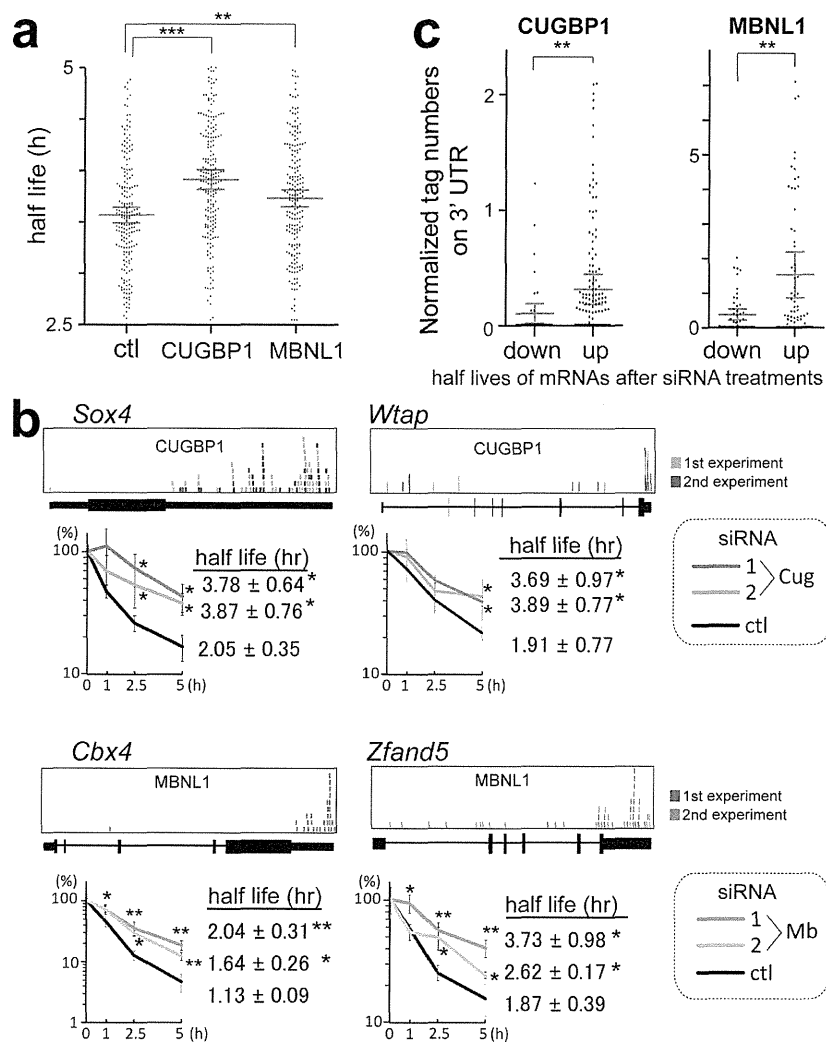 a
** 
***
5
half life (h)
2.5
ctl CUGBP1 MBNL1
c
CUGBP1 MBNL1
** **
Normalized tag numbers
on 3' UTR
2
1
0
5
0
down up down up
half lives of mRNAs after siRNA treatments
b
Sox4
CUGBP1
(%)
100
10
0 1 2.5 5 (h)
* * * *
half life (hr)
3.78 ± 0.64*
3.87 ± 0.76*
2.05 ± 0.35
Wtap
CUGBP1
(%)
100
10
0 1 2.5 5 (h)
* *
half life (hr)
3.69 ± 0.97*
3.89 ± 0.77*
1.91 ± 0.77
1st experiment
2nd experiment
siRNA
1
2
Cug
ctl
Cbx4
MBNL1
(%)
100
10
1
0 1 2.5 5 (h)
* ** ** * **
half life (hr)
2.04 ± 0.31**
1.64 ± 0.26 *
1.13 ± 0.09
Zfand5
MBNL1
(%)
100
10
0 1 2.5 5 (h)
* ** ** * *
half life (hr)
3.73 ± 0.98 *
2.62 ± 0.17 *
1.87 ± 0.39
1st experiment
2nd experiment
siRNA
1
2
Mb
ctl